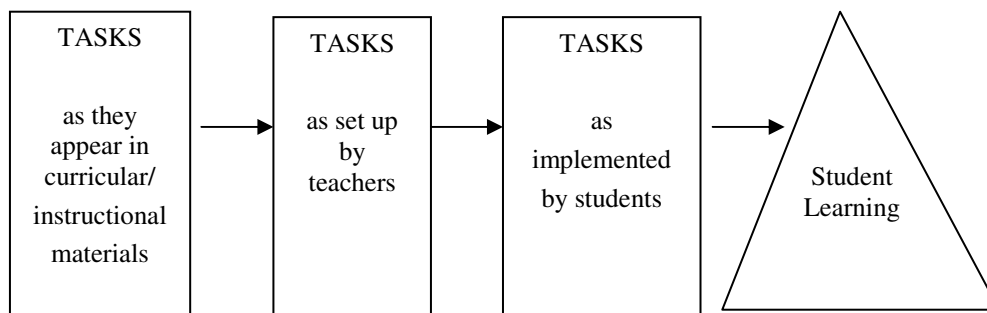 TASKS
as they
appear in
curricular/
instructional
materials
TASKS
as set up
by
teachers
TASKS
as
implemented
by students
Student
Learning